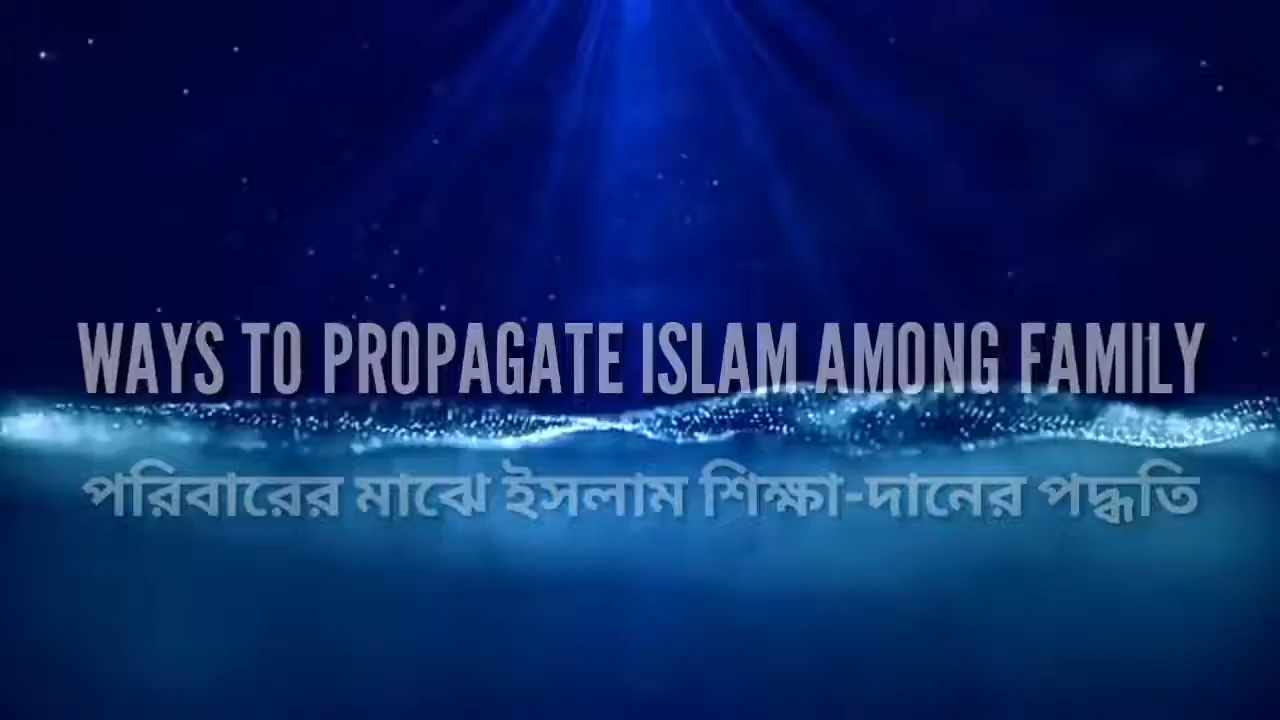 WAYS TO PROPAGATE ISLAM AMONG FAMILY
পরিবারের মাঝে ইসলাম শিক্ষা-দানের পদ্ধতি